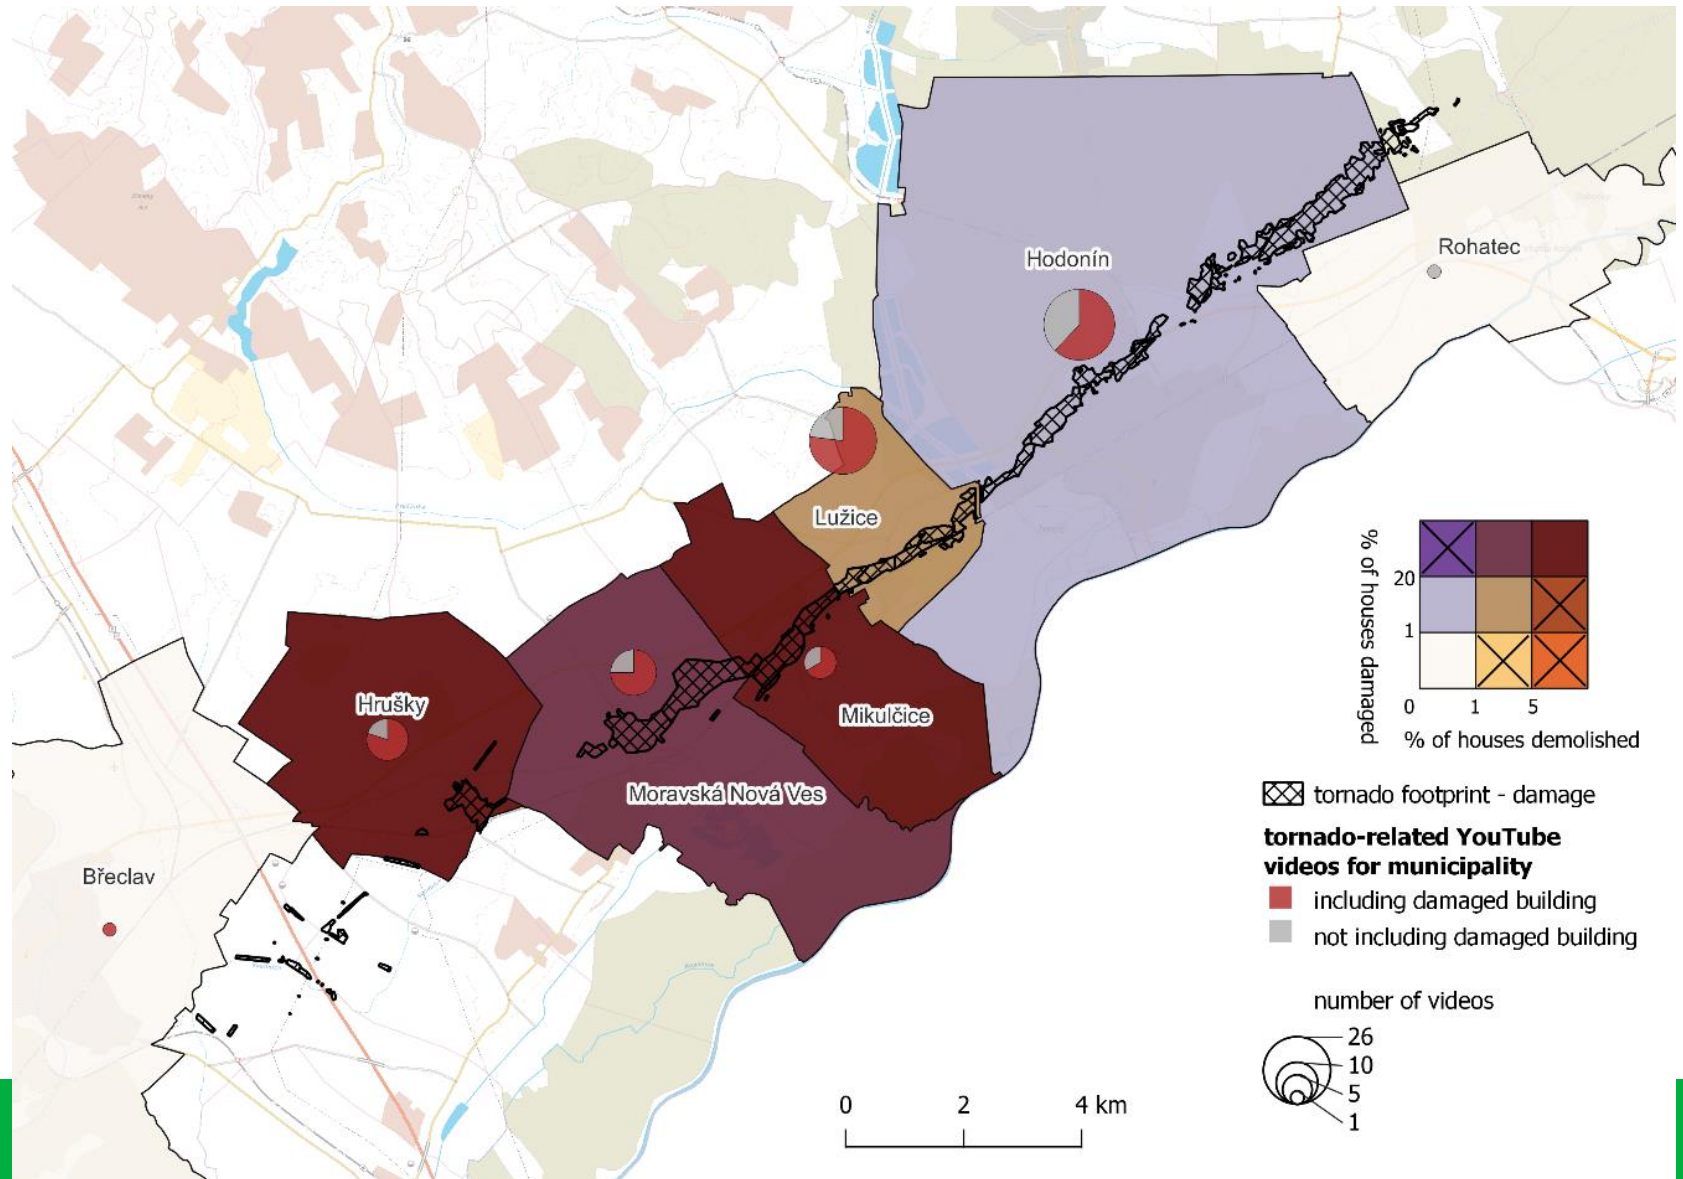 Hodonín
Rohatec
Lužice
Hrušky
Mikulčice
Moravská Nová Ves
Břeclav
% of houses damaged
20
1
0 1 5
% of houses demolished
tornado footprint - damage
tornado-related YouTube
videos for municipality
including damaged building
not including damaged building
number of videos
26
10
5
1
0 2 4 km